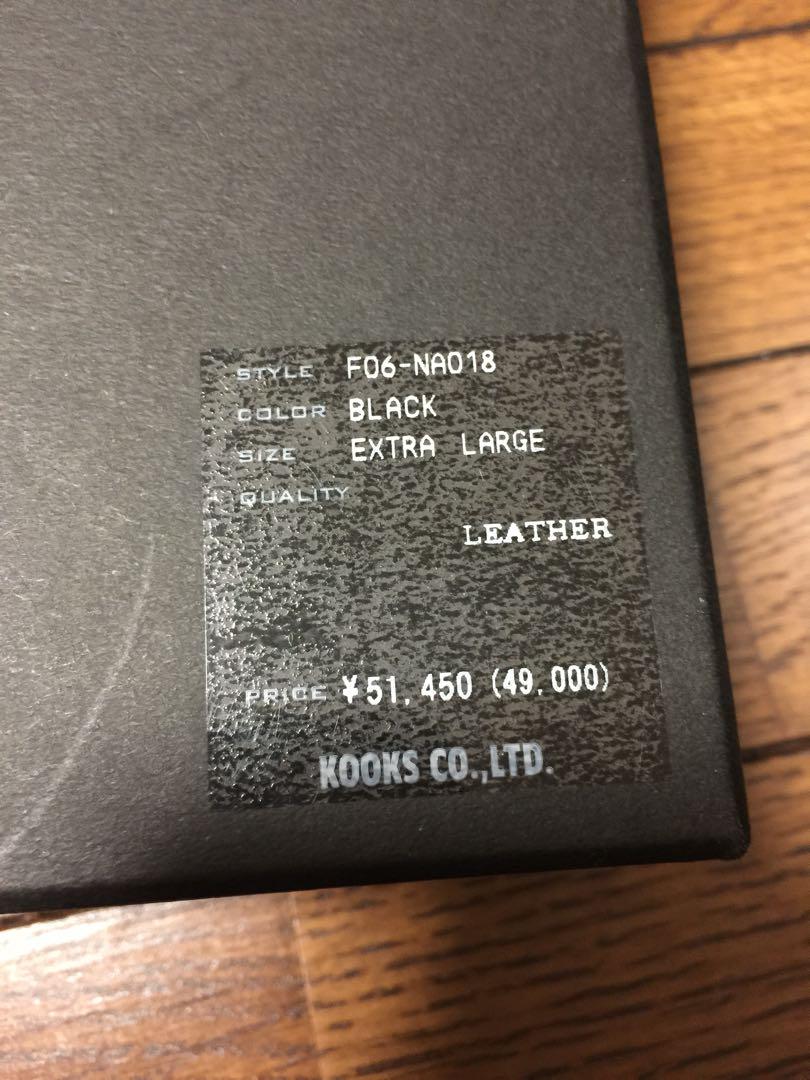 STYLE F06-NA018
COLOR BLACK
SIZE EXTRA LARGE
QUALITY
LEATHER
PRICE ¥51,450 (49,000)
KOOKS CO.,LTD.